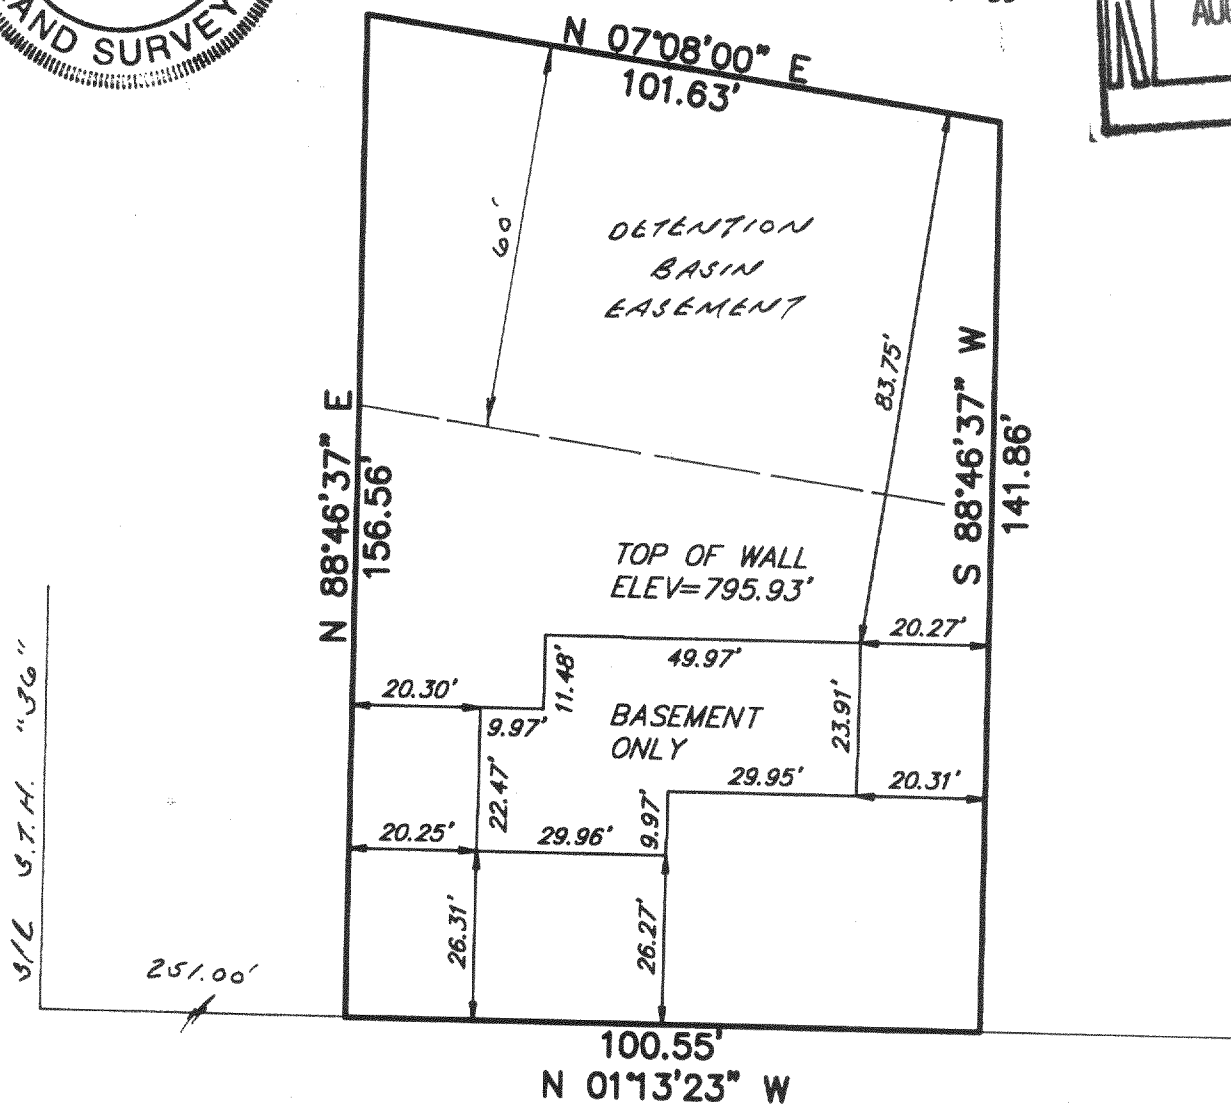 AND SURVEY
AU
N 07°08'00" E
101.63'
60'
DETENTION
BASIN
EASEMENT
83.75'
N 88°46'37" E
156.56'
S 88°46'37" W
141.86'
TOP OF WALL
ELEV=795.93'
20.27'
49.97'
11.48'
20.30'
9.97'
BASEMENT
ONLY
23.91'
22.47'
29.95'
20.31'
9.97'
20.25'
29.96'
26.31'
26.27'
S/L S.T.H. "36"
251.00'
100.55'
N 01°13'23" W